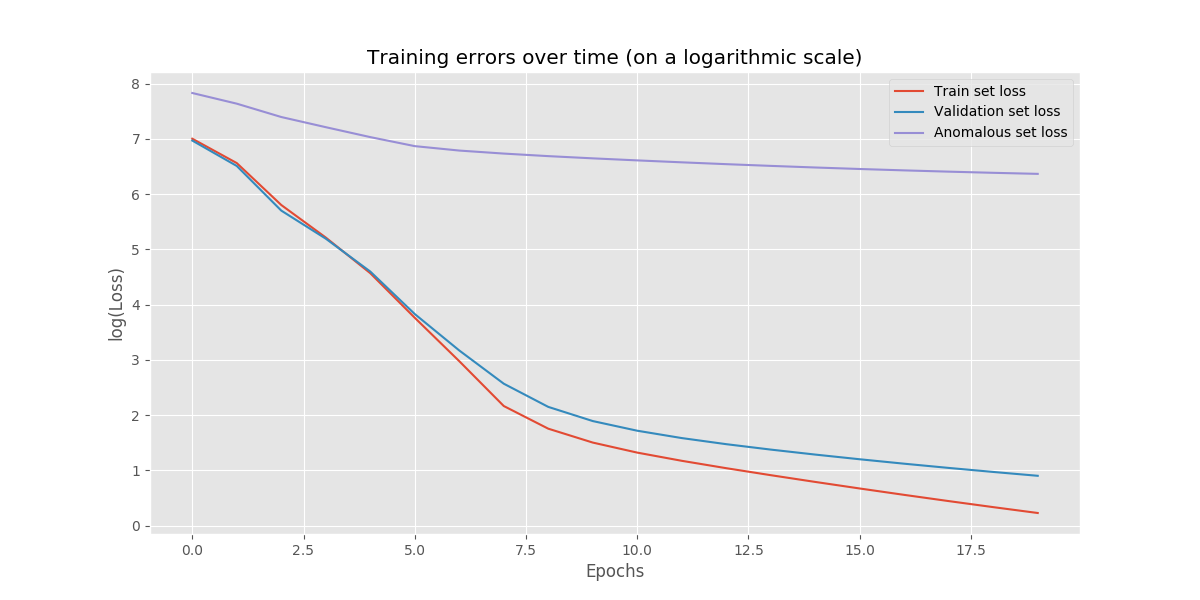 Training errors over time (on a logarithmic scale)
8
7
6
5
4
3
2
1
0
log(Loss)
Train set loss
Validation set loss
Anomalous set loss
0.0 2.5 5.0 7.5 10.0 12.5 15.0 17.5
Epochs